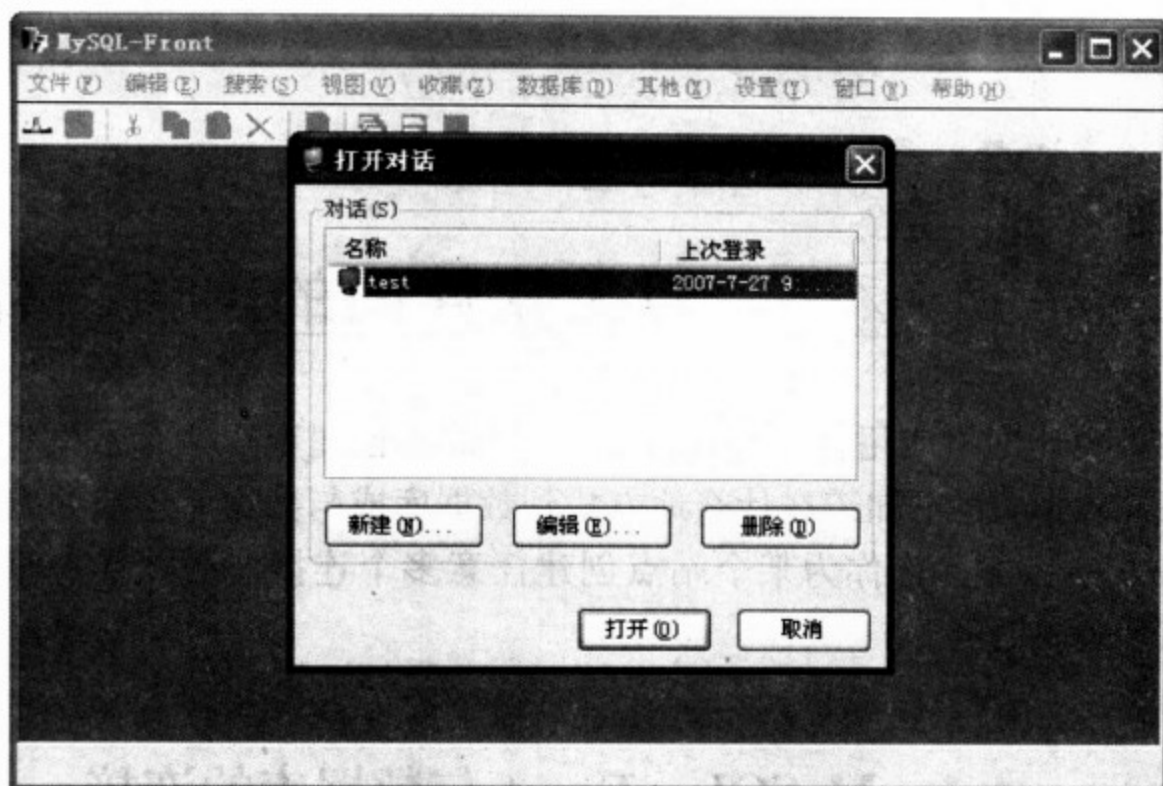 MySQL-Front
文件(F) 编辑(E) 搜索(S) 视图(V) 收藏(Z) 数据库(D) 其他(X) 设置(Y) 窗口(W) 帮助(H)
打开对话
对话(S)
名称 上次登录
test 2007-7-27 9:...
新建(N)... 编辑(E)... 删除(D)
打开(O) 取消